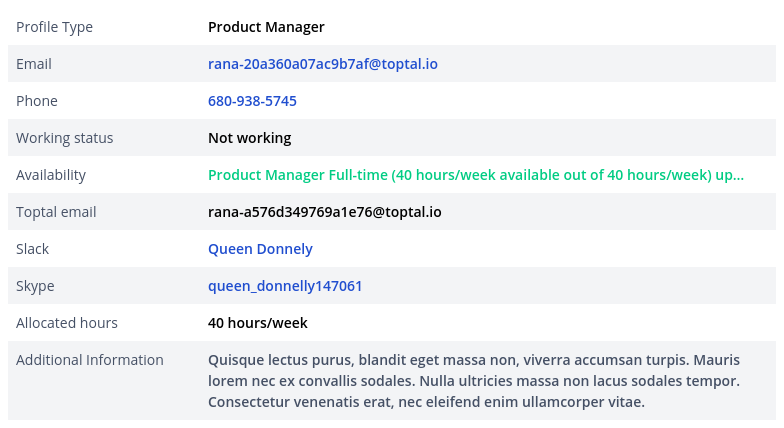 Profile Type Product Manager
Email rana-20a360a07ac9b7af@toptal.io
Phone 680-938-5745
Working status Not working
Availability Product Manager Full-time (40 hours/week available out of 40 hours/week) up...
Toptal email rana-a576d349769a1e76@toptal.io
Slack Queen Donnely
Skype queen_donnelly147061
Allocated hours 40 hours/week
Additional Information Quisque lectus purus, blandit eget massa non, viverra accumsan turpis. Mauris
lorem nec ex convallis sodales. Nulla ultricies massa non lacus sodales tempor.
Consectetur venenatis erat, nec eleifend enim ullamcorper vitae.